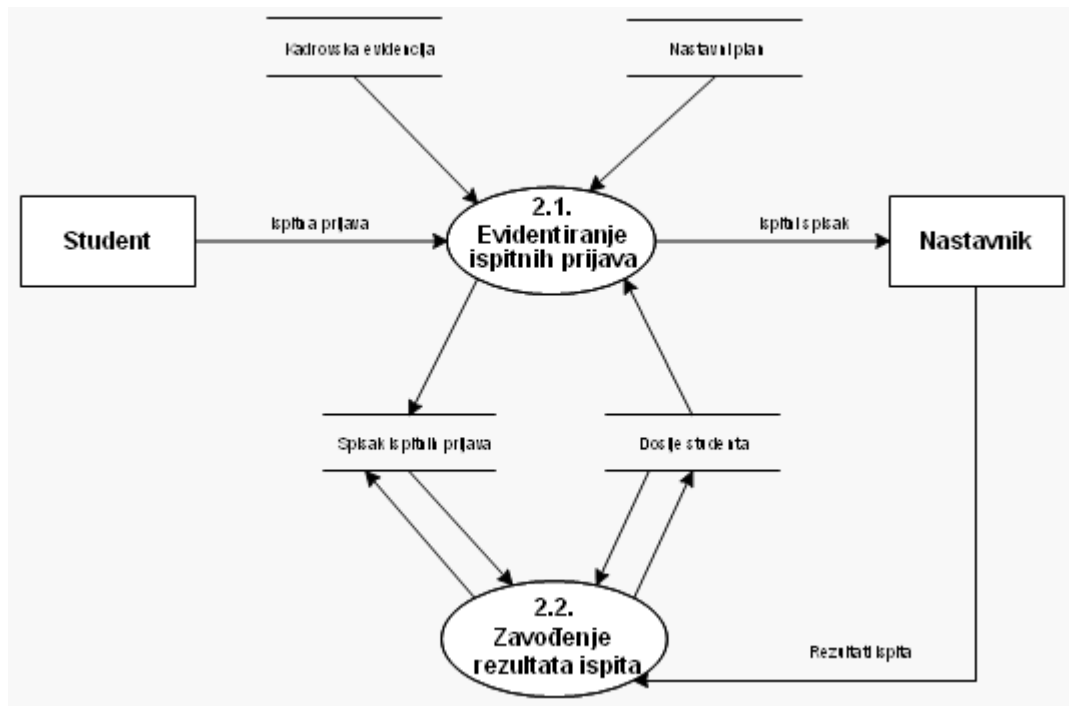 Kadrovska evidencija
Nastavni plan
Student
Ispitna prijava
2.1.
Evidentiranje
ispitnih prijava
Ispitni spisak
Nastavnik
Spisak ispitnih prijava
Dosije studenta
2.2.
Zavođenje
rezultata ispita
Rezultati ispita